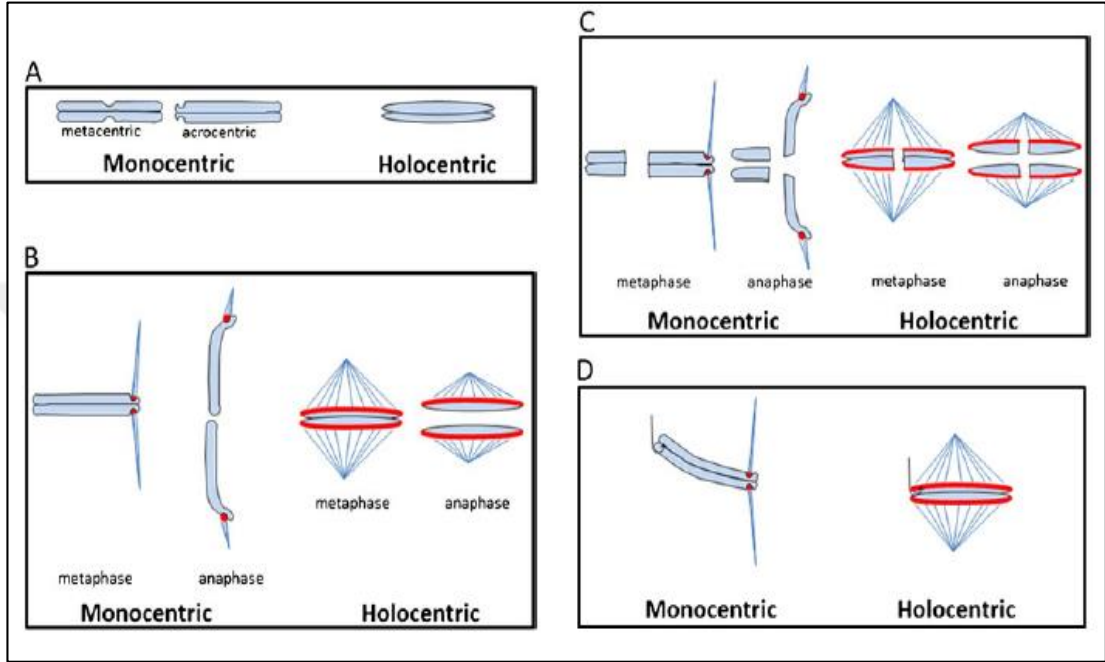 A
metacentric acrocentric
Monocentric Holocentric
B
metaphase anaphase
metaphase anaphase
Monocentric Holocentric
C
metaphase anaphase metaphase anaphase
Monocentric Holocentric
D
Monocentric Holocentric